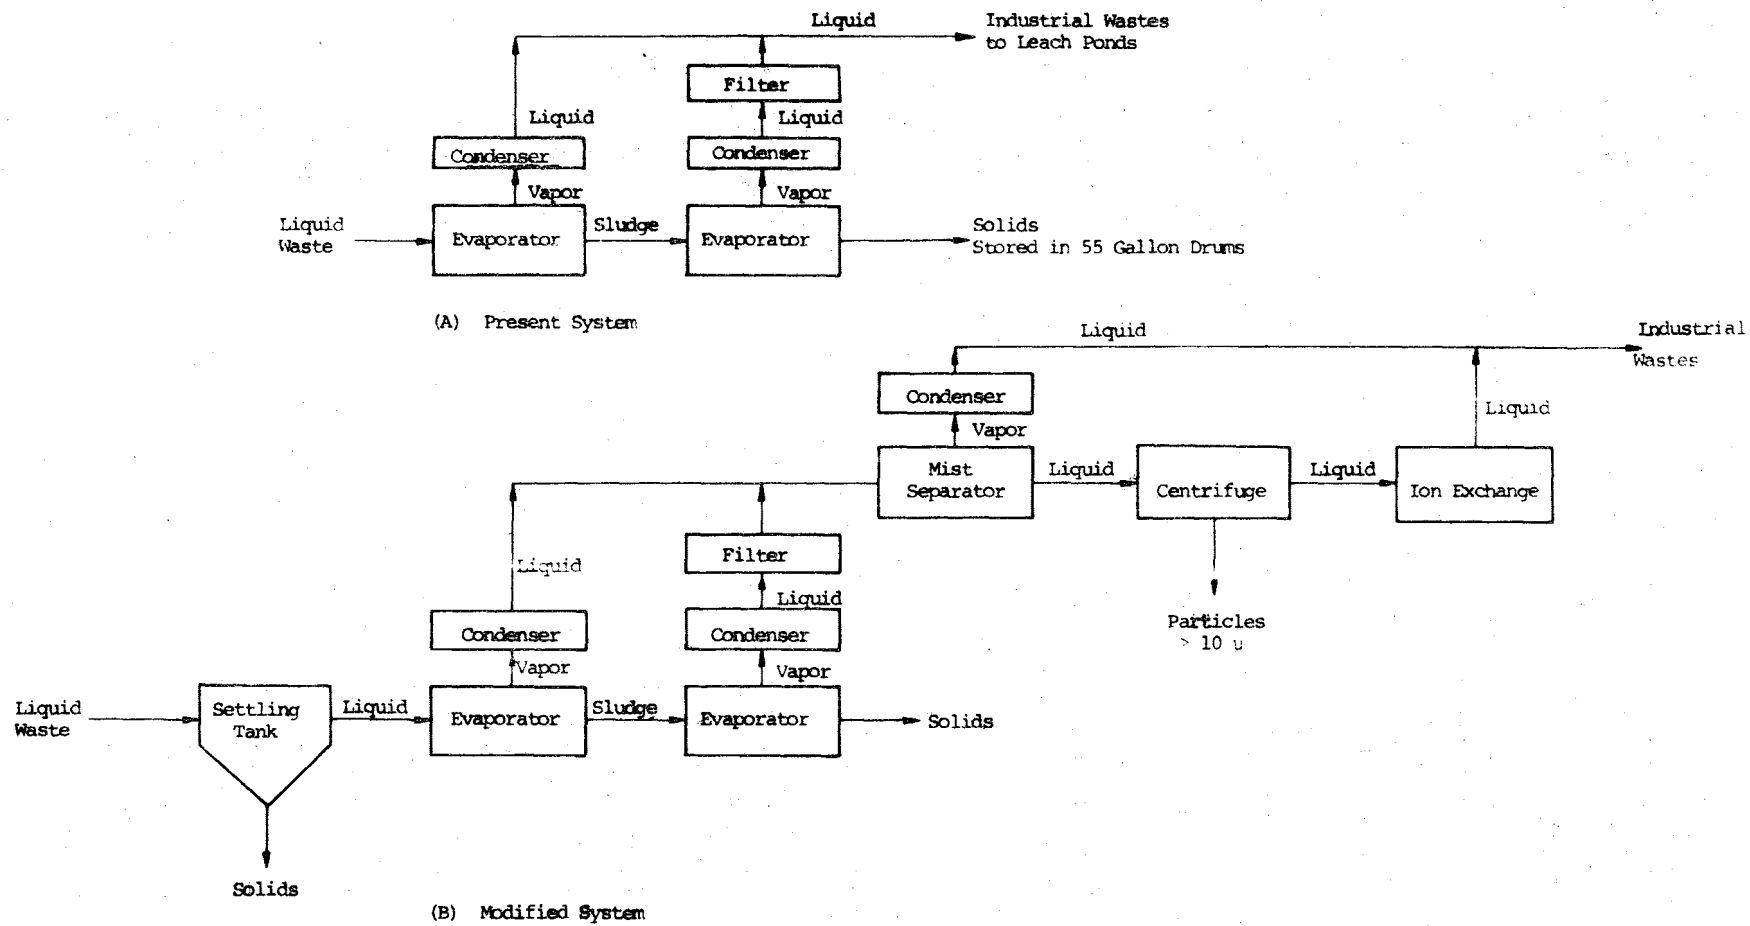 Liquid
Industrial Wastes
to Leach Ponds
Filter
Liquid
Liquid
Condenser
Condenser
Vapor
Vapor
Liquid
Waste
Evaporator
Sludge
Evaporator
Solids
Stored in 55 Gallon Drums
(A) Present System
Liquid
Industrial
Wastes
Condenser
Liquid
Vapor
Mist
Separator
Liquid
Centrifuge
Liquid
Ion Exchange
Filter
Liquid
Liquid
Particles
> 10 μ
Condenser
Condenser
Vapor
Vapor
Liquid
Waste
Settling
Tank
Liquid
Evaporator
Sludge
Evaporator
Solids
Solids
(B) Modified System